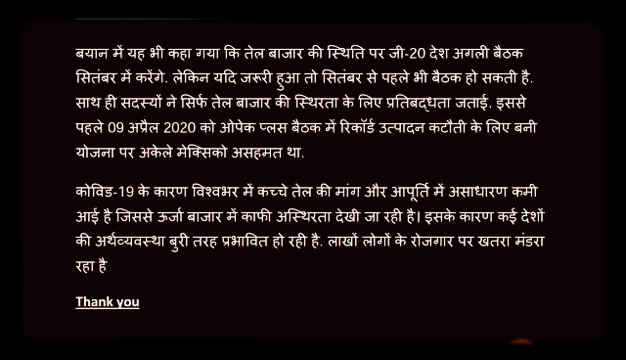 बयान में यह भी कहा गया कि तेल बाजार की स्थिति पर जी-20 देश अगली बैठक
सितंबर में करेंगे. लेकिन यदि जरूरी हुआ तो सितंबर से पहले भी बैठक हो सकती है.
साथ ही सदस्यों ने सिर्फ तेल बाजार की स्थिरता के लिए प्रतिबद्धता जताई. इससे
पहले 09 अप्रैल 2020 को ओपेक प्लस बैठक में रिकॉर्ड उत्पादन कटौती के लिए बनी
योजना पर अकेले मेक्सिको असहमत था.
कोविड-19 के कारण विश्वभर में कच्चे तेल की मांग और आपूर्ति में असाधारण कमी
आई है जिससे ऊर्जा बाजार में काफी अस्थिरता देखी जा रही है। इसके कारण कई देशों
की अर्थव्यवस्था बुरी तरह प्रभावित हो रही है. लाखों लोगों के रोजगार पर खतरा मंडरा
रहा है
Thank you